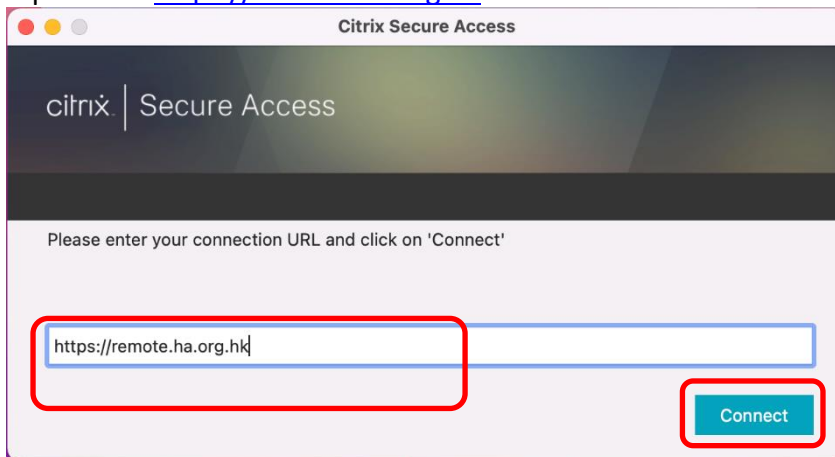 Citrix Secure Access
citrix. | Secure Access
Please enter your connection URL and click on 'Connect'
https://remote.ha.org.hk
Connect